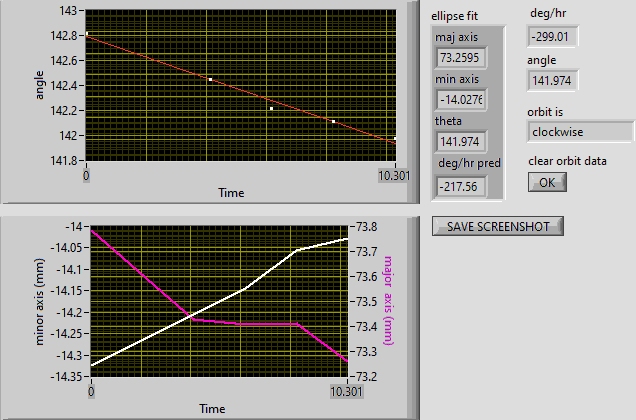 143
142.8
142.6
142.4
142.2
142
141.8
angle
0
10.301
Time
ellipse fit
maj axis
73.2595
min axis
-14.0276
theta
141.974
deg/hr pred
-217.56
deg/hr
-299.01
angle
141.974
orbit is
clockwise
clear orbit data
OK
SAVE SCREENSHOT
-14
-14.05
-14.1
-14.15
-14.2
-14.25
-14.3
-14.35
minor axis (mm)
73.8
73.7
73.6
73.5
73.4
73.3
73.2
major axis (mm)
0
10.301
Time